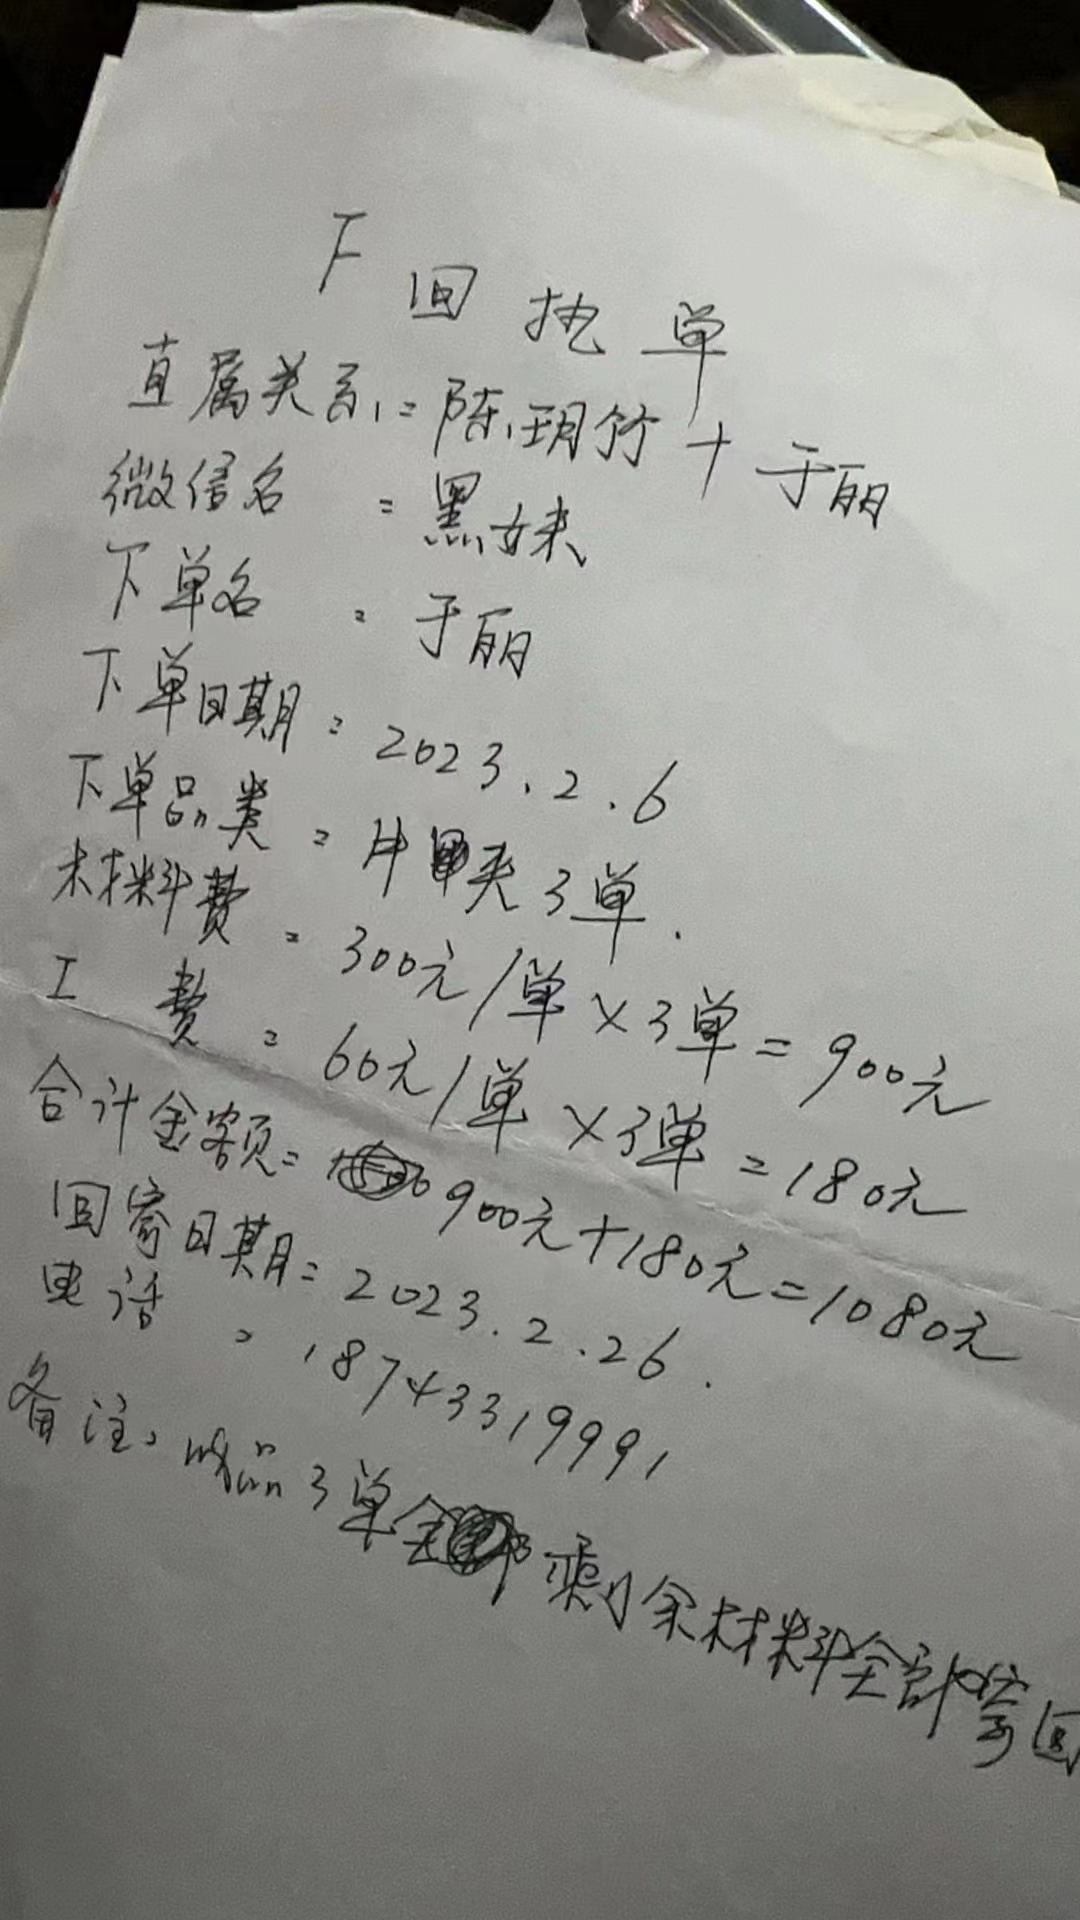 下
回执单
直属关系:陈玥竹+于丽
微信名:黑妹
下单名:于丽
下单日期:2023.2.6
下单品类:片夹3单.
材料费:300元/单×3单=900元
工费:60元/单×3单=180元
合计金额:900元+180元=1080元
回寄日期:2023.2.26.
电话:18743319991
备注:成品3单全部剩余材料全部寄回